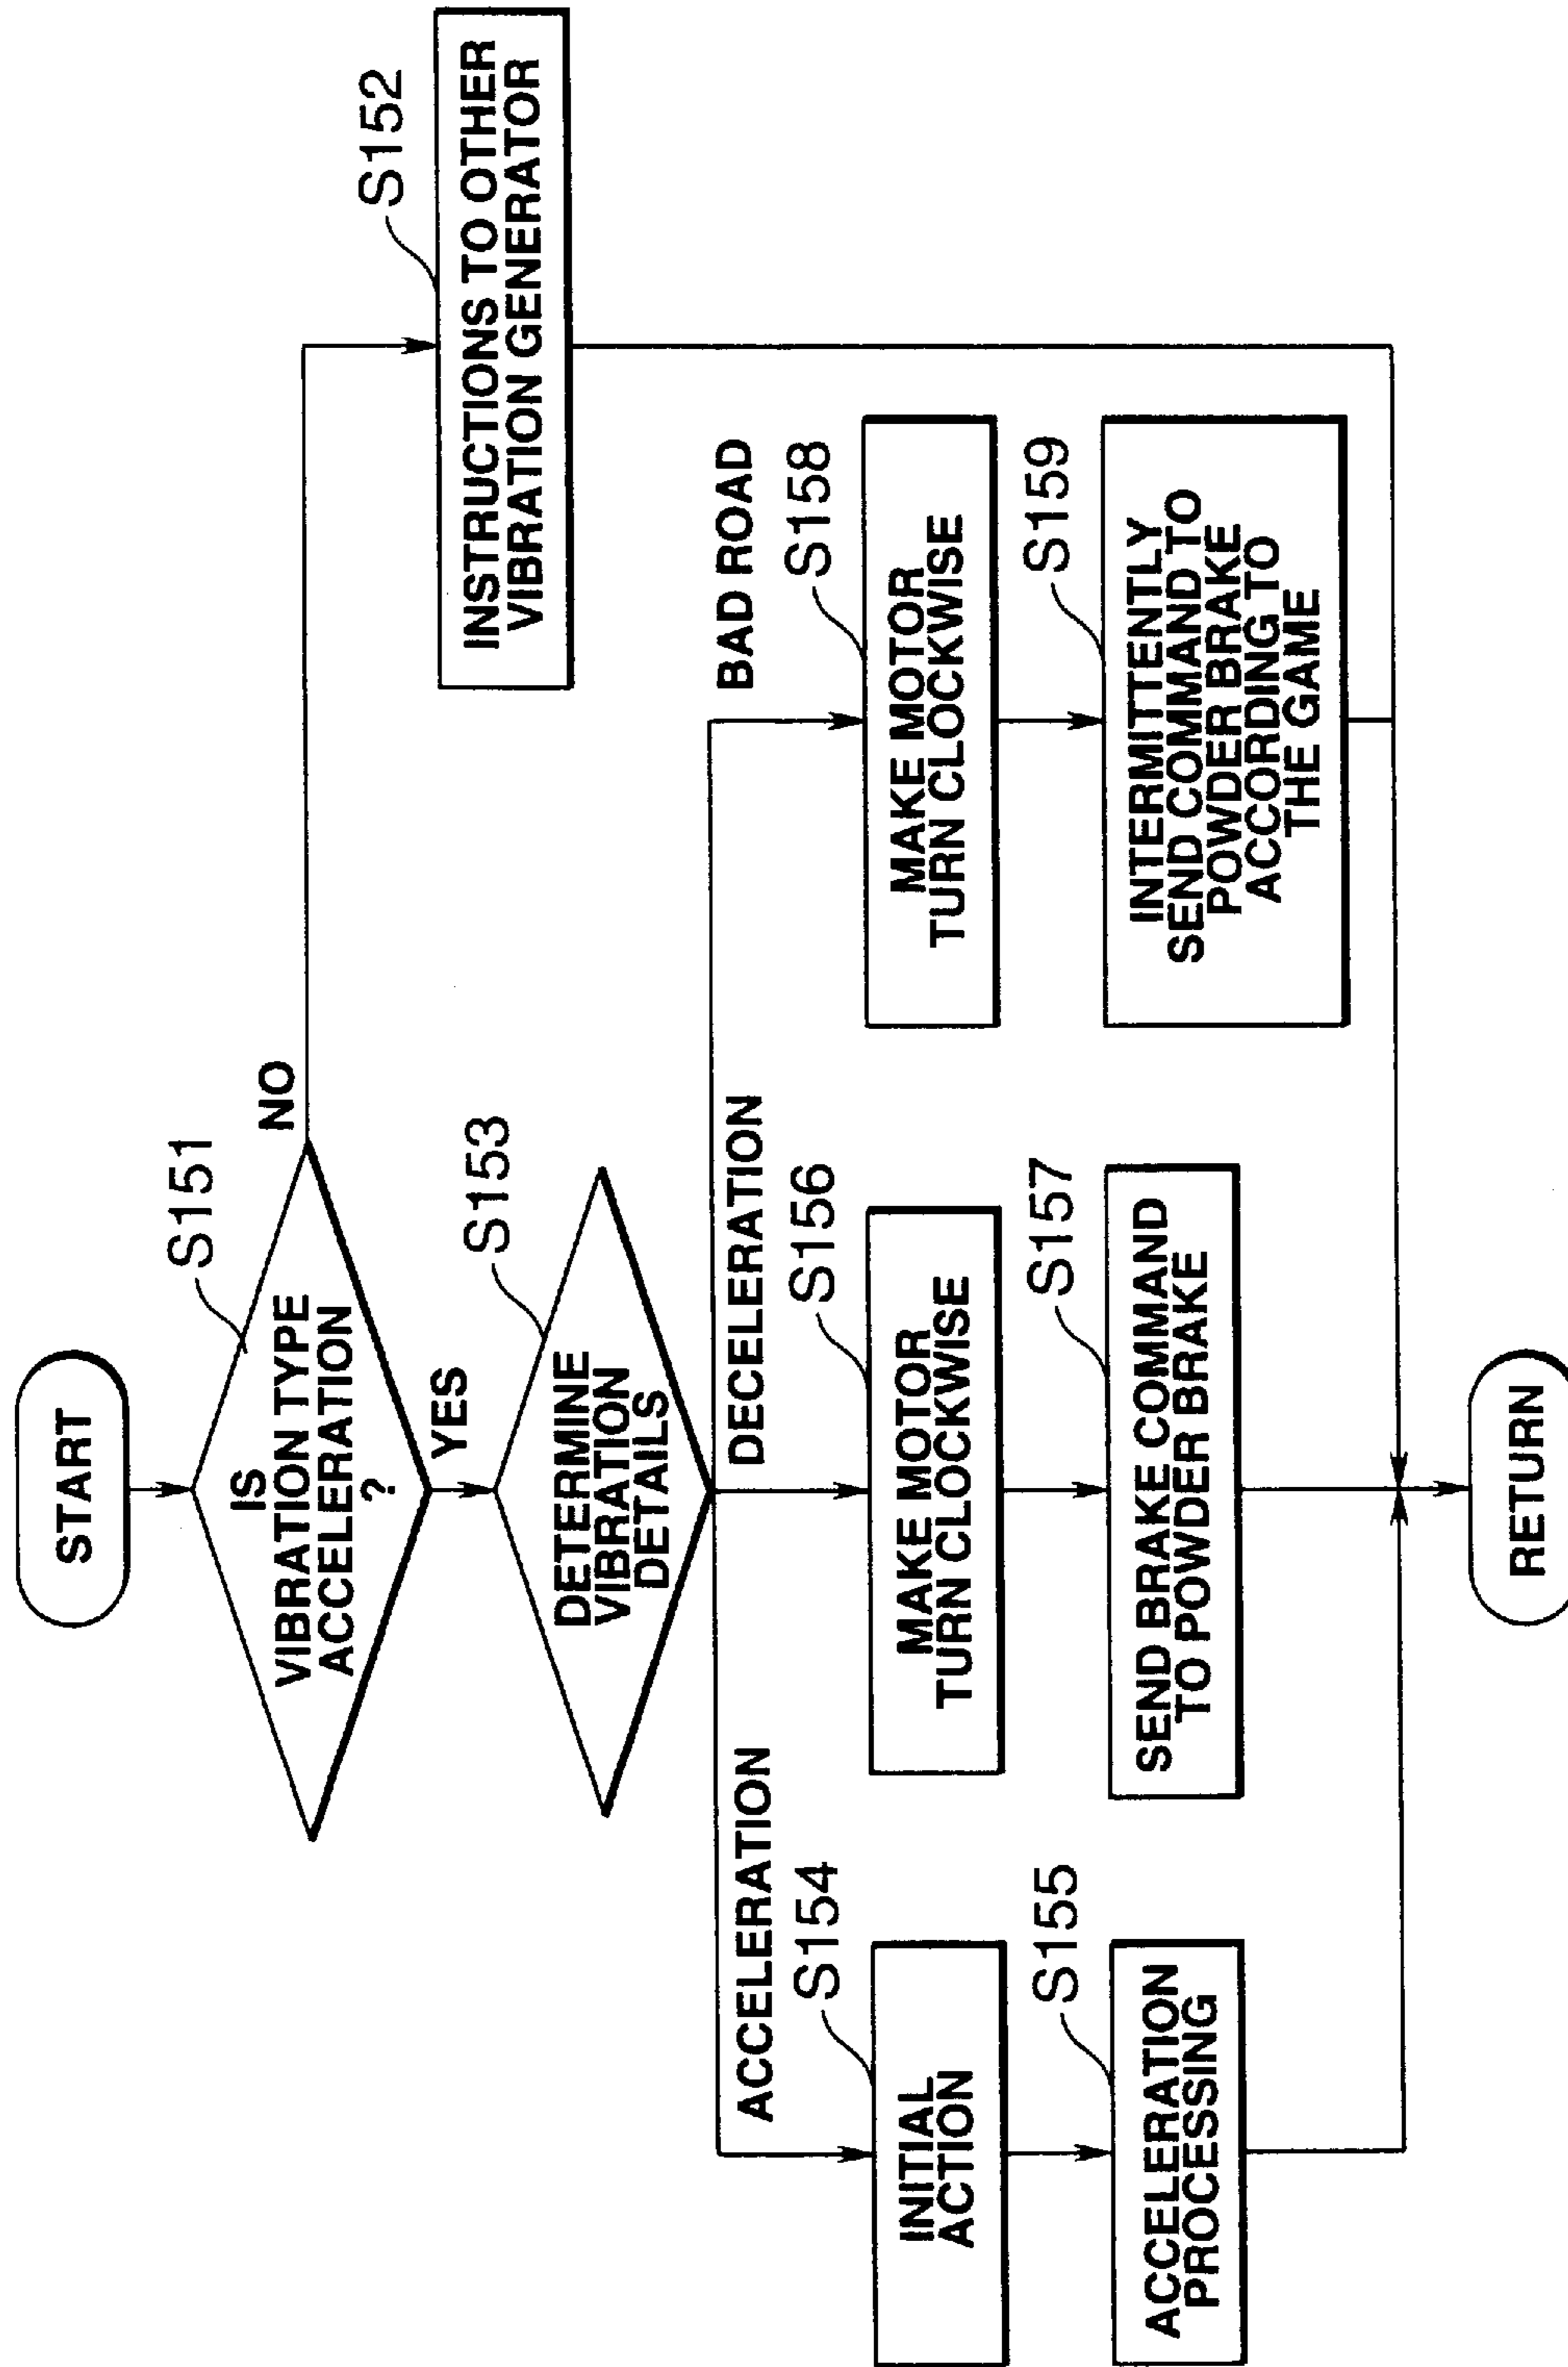 START
S151
IS
VIBRATION TYPE
ACCELERATION
?
NO
YES
S152
INSTRUCTIONS TO OTHER
VIBRATION GENERATOR
S153
DETERMINE
VIBRATION
DETAILS
ACCELERATION
DECELERATION
BAD ROAD
S154
INITIAL
ACTION
S156
MAKE MOTOR
TURN CLOCKWISE
S158
MAKE MOTOR
TURN CLOCKWISE
S155
ACCELERATION
PROCESSING
S157
SEND BRAKE COMMAND
TO POWDER BRAKE
S159
INTERMITTENTLY
SEND COMMAND TO
POWDER BRAKE
ACCORDING TO
THE GAME
RETURN